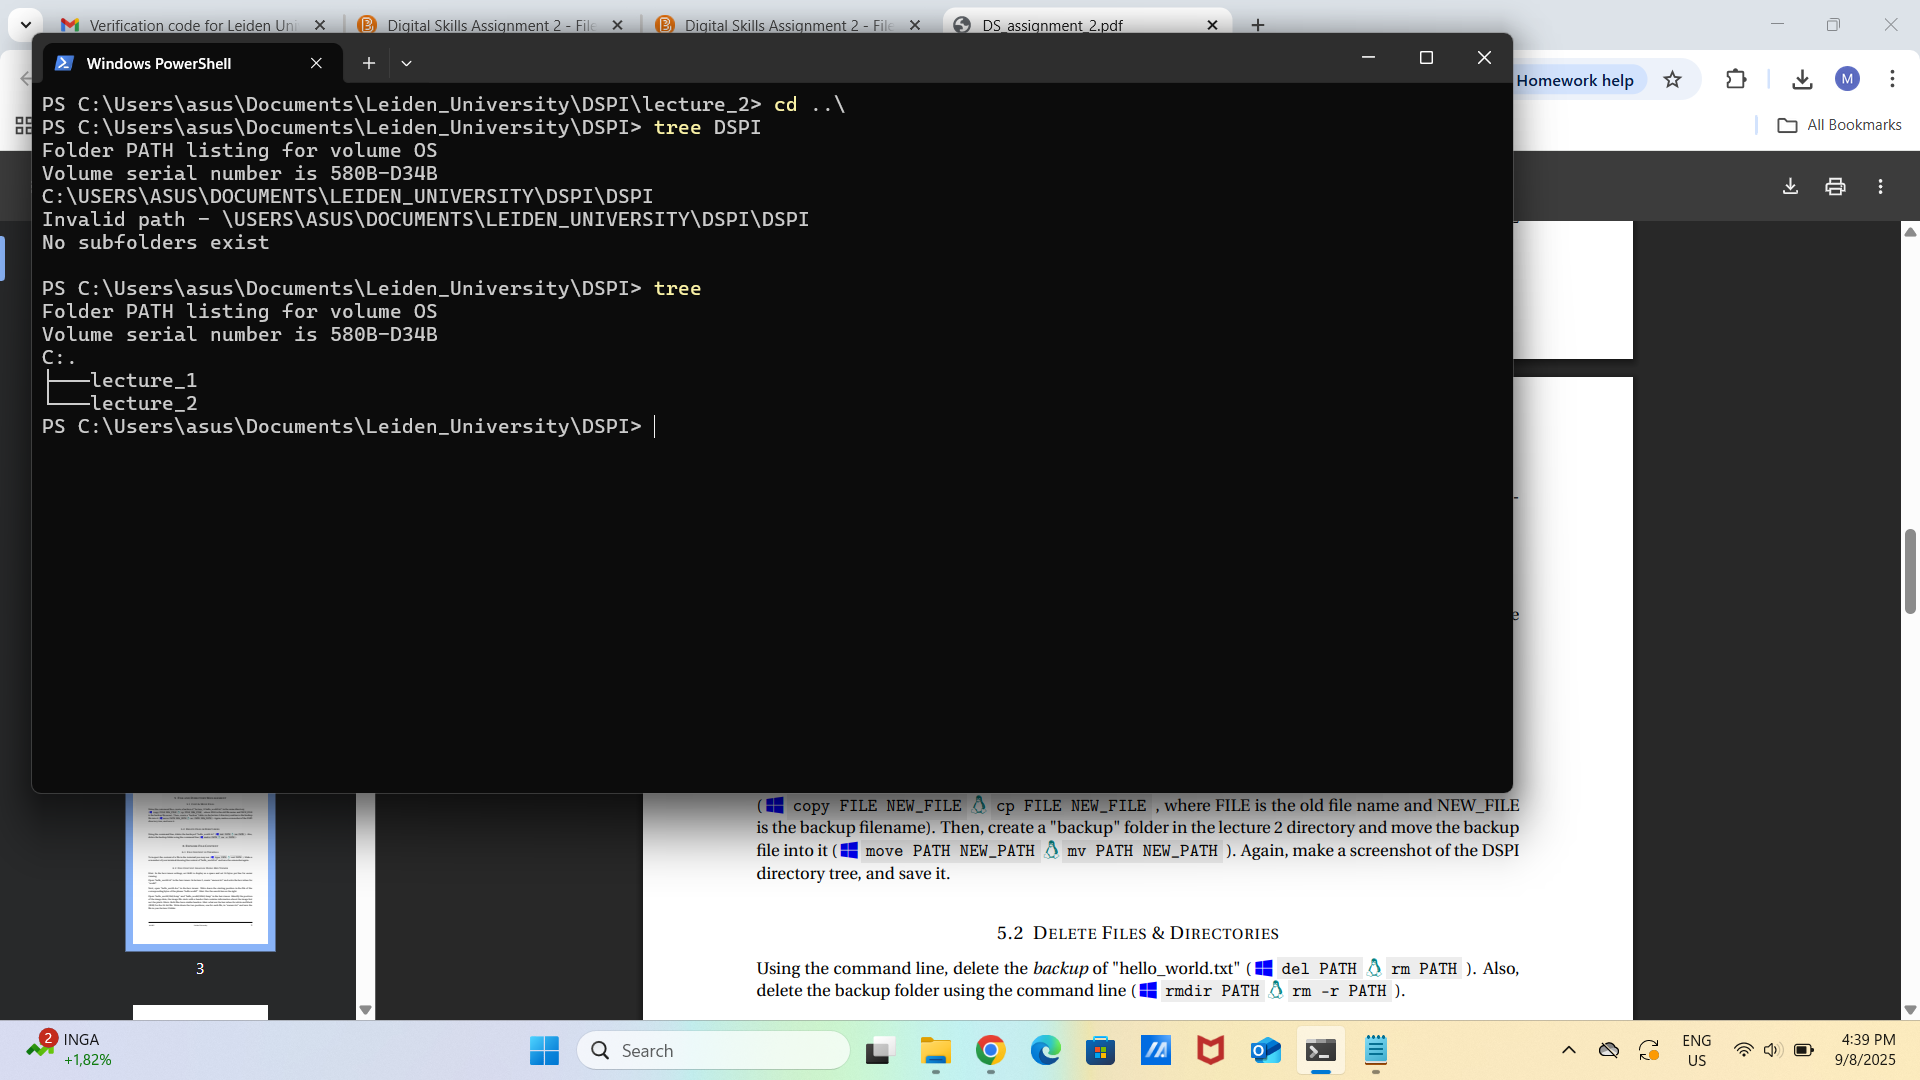 Verification code for Leiden Uni
Digital Skills Assignment 2 - File
Digital Skills Assignment 2 - File
DS_assignment_2.pdf
Windows PowerShell
Homework help
M
All Bookmarks
PS C:\Users\asus\Documents\Leiden_University\DSPI\lecture_2> cd ..\
PS C:\Users\asus\Documents\Leiden_University\DSPI> tree DSPI
Folder PATH listing for volume OS
Volume serial number is 580B-D34B
C:\USERS\ASUS\DOCUMENTS\LEIDEN_UNIVERSITY\DSPI\DSPI
Invalid path - \USERS\ASUS\DOCUMENTS\LEIDEN_UNIVERSITY\DSPI\DSPI
No subfolders exist
PS C:\Users\asus\Documents\Leiden_University\DSPI> tree
Folder PATH listing for volume OS
Volume serial number is 580B-D34B
C:.
├───lecture_1
└───lecture_2
PS C:\Users\asus\Documents\Leiden_University\DSPI>
( copy FILE NEW_FILE cp FILE NEW_FILE , where FILE is the old file name and NEW_FILE
is the backup filename). Then, create a "backup" folder in the lecture 2 directory and move the backup
file into it ( move PATH NEW_PATH mv PATH NEW_PATH ). Again, make a screenshot of the DSPI
directory tree, and save it.
5.2 DELETE FILES & DIRECTORIES
Using the command line, delete the backup of "hello_world.txt" ( del PATH rm PATH ). Also,
delete the backup folder using the command line ( rmdir PATH rm -r PATH ).
3
2
INGA
+1,82%
Search
ENG
US
4:39 PM
9/8/2025